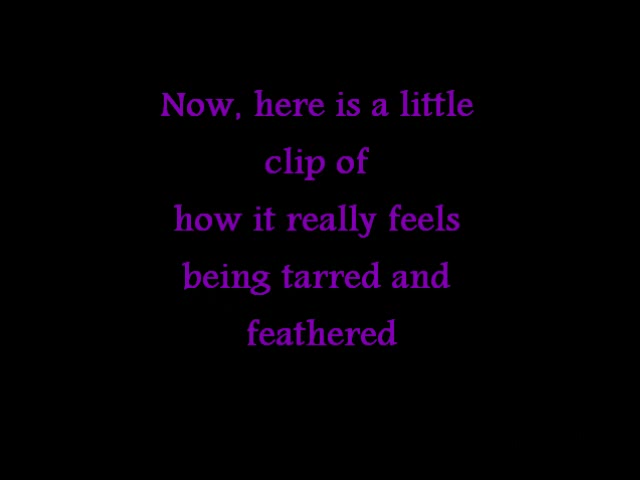 Now, here is a little
clip of
how it really feels
being tarred and
feathered